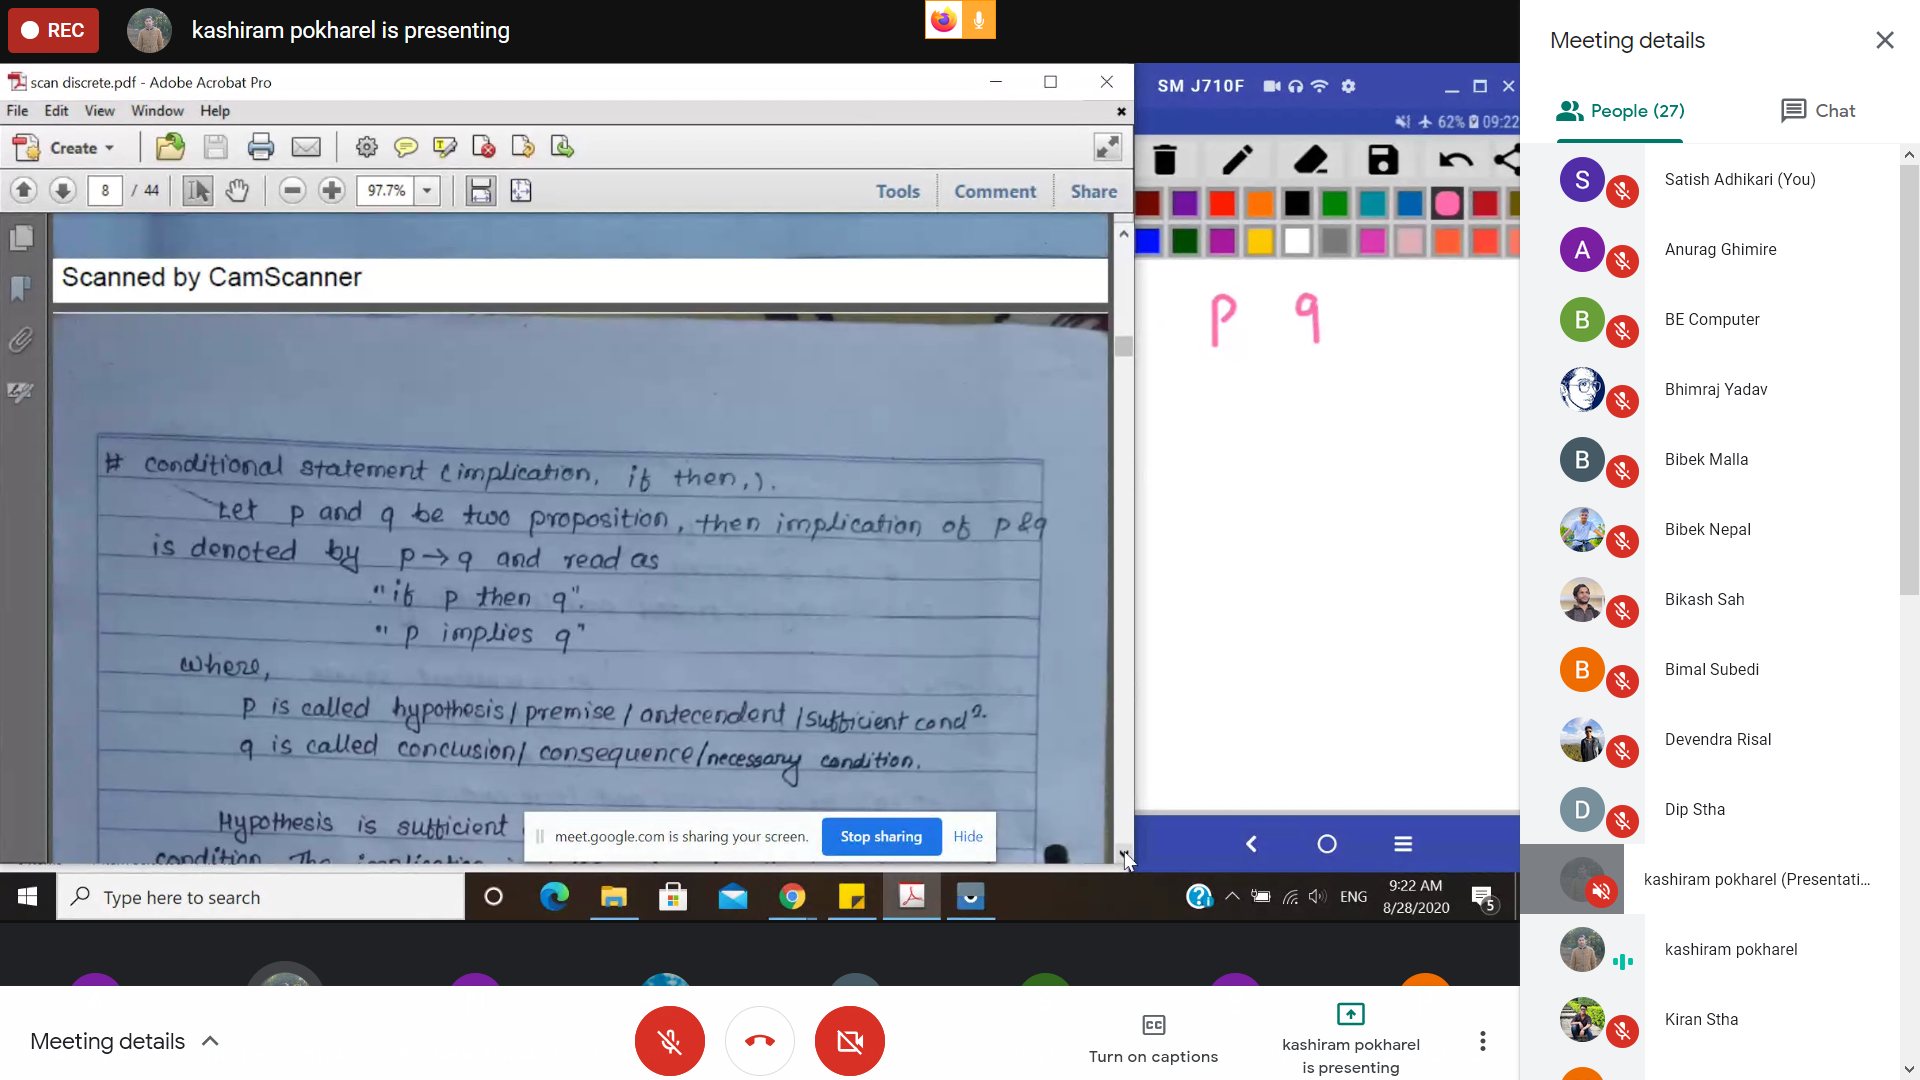 REC
kashiram pokharel is presenting
scan discrete.pdf - Adobe Acrobat Pro
File Edit View Window Help
Create
8 / 44
97.7%
Tools Comment Share
Scanned by CamScanner
# conditional statement (implication, if then,).
Let p and q be two proposition, then implication of p & q
is denoted by p → q and read as
"if p then q".
"p implies q"
where,
p is called hypothesis/premise/antecendent/sufficient condn.
q is called conclusion/consequence/necessary condition.
Hypothesis is sufficient
meet.google.com is sharing your screen.
Stop sharing
Hide
SM J710F
62% 09:22
p q
Type here to search
ENG
9:22 AM
8/28/2020
5
Meeting details
Turn on captions
kashiram pokharel
is presenting
Meeting details
People (27)
Chat
S Satish Adhikari (You)
A Anurag Ghimire
B BE Computer
Bhimraj Yadav
B Bibek Malla
Bibek Nepal
Bikash Sah
B Bimal Subedi
Devendra Risal
D Dip Stha
kashiram pokharel (Presentati...
kashiram pokharel
Kiran Stha